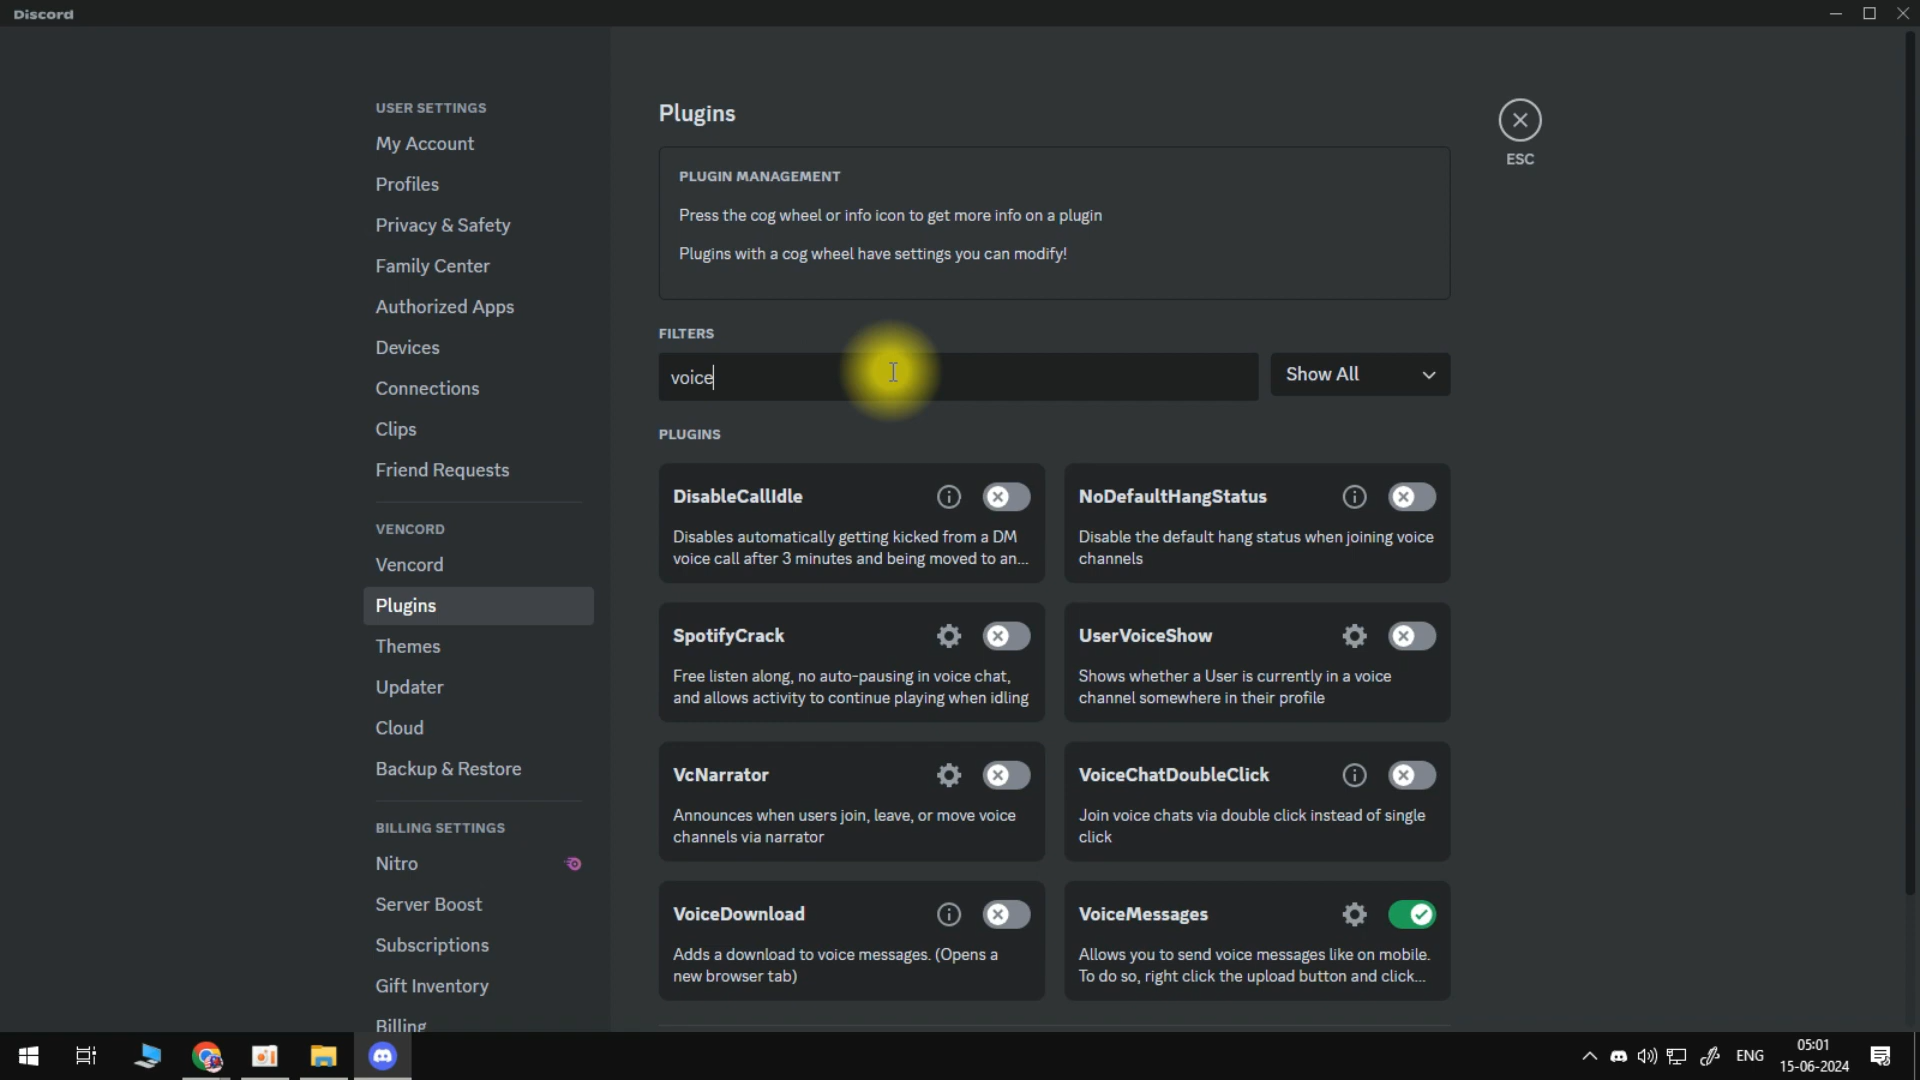 Discord
USER SETTINGS
My Account
Profiles
Privacy & Safety
Family Center
Authorized Apps
Devices
Connections
Clips
Friend Requests
VENCORD
Vencord
Plugins
Themes
Updater
Cloud
Backup & Restore
BILLING SETTINGS
Nitro
Server Boost
Subscriptions
Gift Inventory
Billing
Plugins
ESC
PLUGIN MANAGEMENT
Press the cog wheel or info icon to get more info on a plugin
Plugins with a cog wheel have settings you can modify!
FILTERS
voice
Show All
PLUGINS
DisableCallIdle
Disables automatically getting kicked from a DM
voice call after 3 minutes and being moved to an...
NoDefaultHangStatus
Disable the default hang status when joining voice
channels
SpotifyCrack
Free listen along, no auto-pausing in voice chat,
and allows activity to continue playing when idling
UserVoiceShow
Shows whether a User is currently in a voice
channel somewhere in their profile
VcNarrator
Announces when users join, leave, or move voice
channels via narrator
VoiceChatDoubleClick
Join voice chats via double click instead of single
click
VoiceDownload
Adds a download to voice messages. (Opens a
new browser tab)
VoiceMessages
Allows you to send voice messages like on mobile.
To do so, right click the upload button and click...
ENG
05:01
15-06-2024